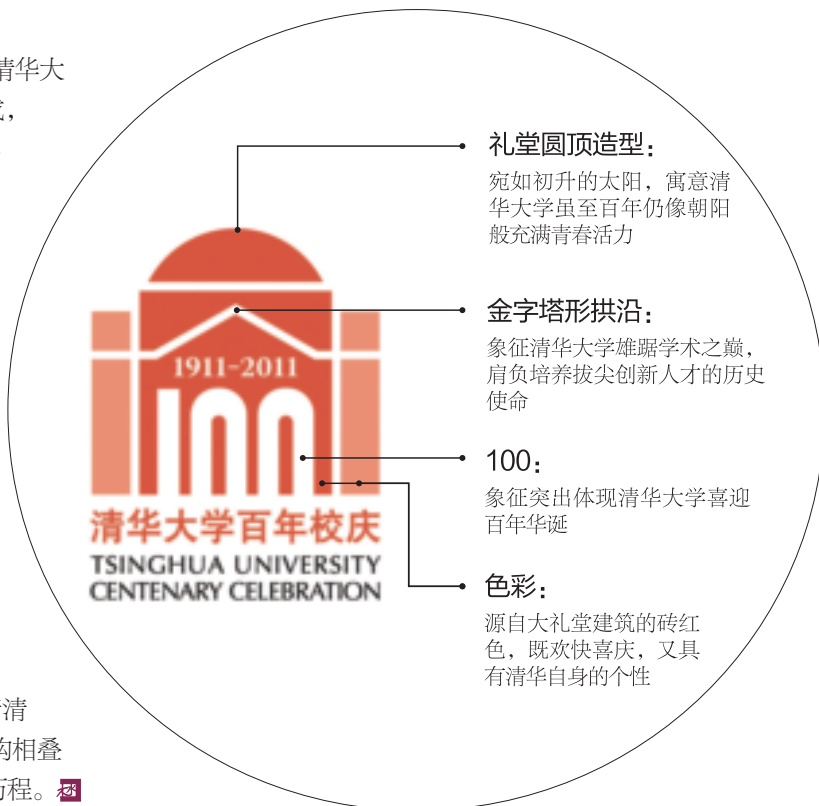 清华大
，
礼堂圆顶造型：
宛如初升的太阳，寓意清
华大学虽至百年仍像朝阳
般充满青春活力
金字塔形拱沿：
象征清华大学雄踞学术之巅，
肩负培养拔尖创新人才的历史
使命
1911-2011
100
100：
象征突出体现清华大学喜迎
百年华诞
清华大学百年校庆
TSINGHUA UNIVERSITY
CENTENARY CELEBRATION
色彩：
源自大礼堂建筑的砖红
色，既欢快喜庆，又具
有清华自身的个性
清
构相叠
历程。